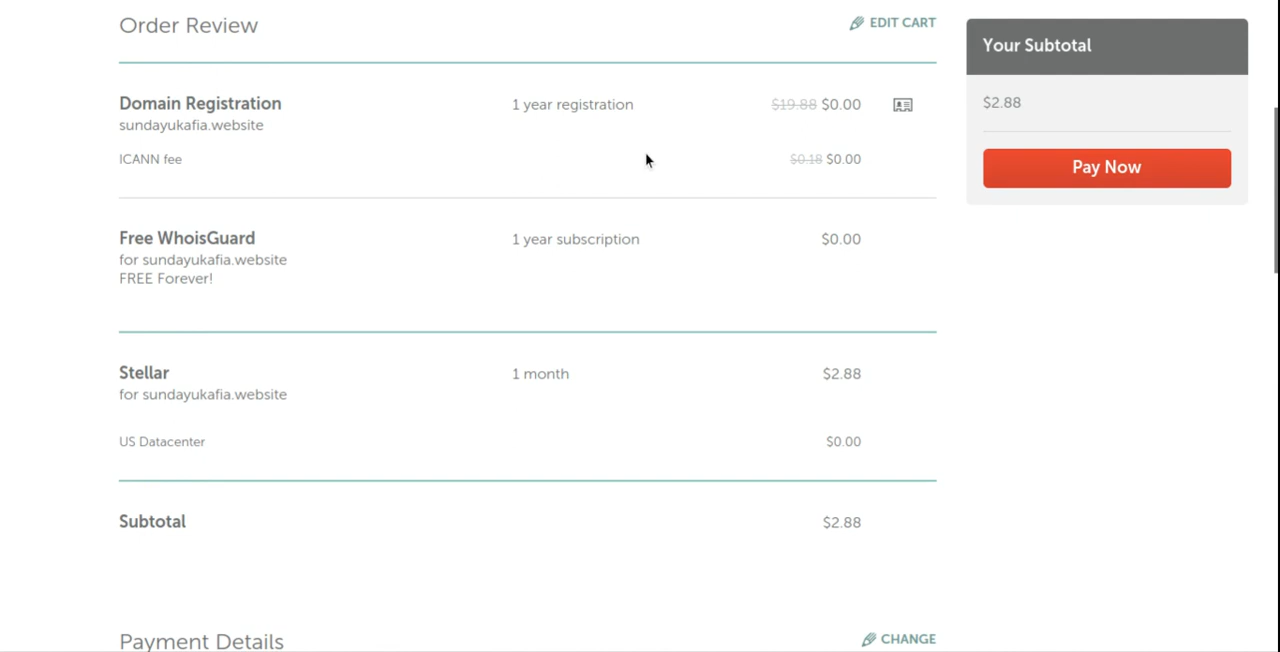 Order Review
EDIT CART
Your Subtotal
$2.88
Pay Now
Domain Registration 1 year registration $19.88 $0.00
sundayukafia.website
ICANN fee $0.18 $0.00
Free WhoisGuard 1 year subscription $0.00
for sundayukafia.website
FREE Forever!
Stellar 1 month $2.88
for sundayukafia.website
US Datacenter $0.00
Subtotal $2.88
Payment Details
CHANGE